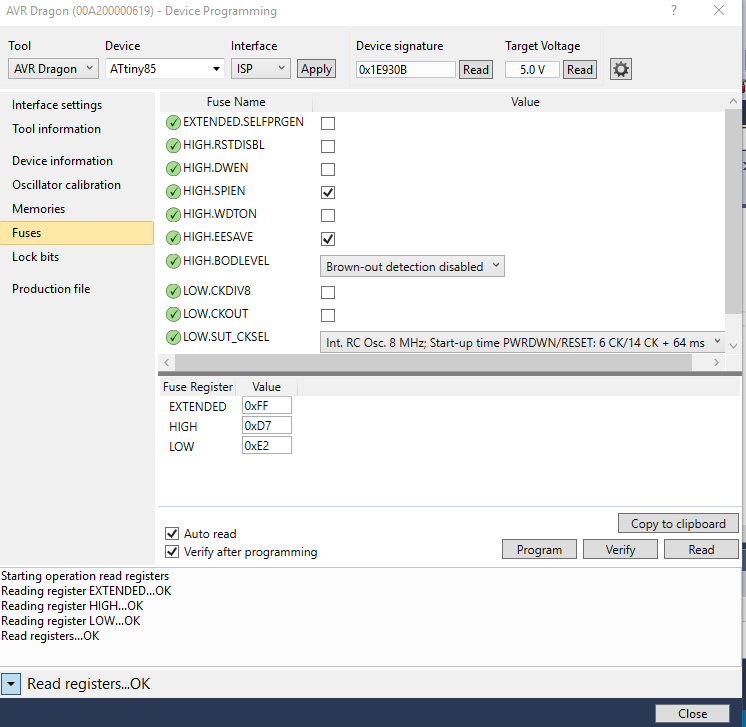 AVR Dragon (00A200000619) - Device Programming
?
Tool
Device
Interface
Device signature
Target Voltage
AVR Dragon
ATtiny85
ISP
Apply
0x1E930B
Read
5.0 V
Read
Interface settings
Tool information
Device information
Oscillator calibration
Memories
Fuses
Lock bits
Production file
Fuse Name
Value
EXTENDED.SELFPRGEN
HIGH.RSTDISBL
HIGH.DWEN
HIGH.SPIEN
HIGH.WDTON
HIGH.EESAVE
HIGH.BODLEVEL
Brown-out detection disabled
LOW.CKDIV8
LOW.CKOUT
LOW.SUT_CKSEL
Int. RC Osc. 8 MHz; Start-up time PWRDWN/RESET: 6 CK/14 CK + 64 ms
Fuse Register
Value
EXTENDED
0xFF
HIGH
0xD7
LOW
0xE2
Copy to clipboard
Auto read
Verify after programming
Program
Verify
Read
Starting operation read registers
Reading register EXTENDED...OK
Reading register HIGH...OK
Reading register LOW...OK
Read registers...OK
Read registers...OK
Close